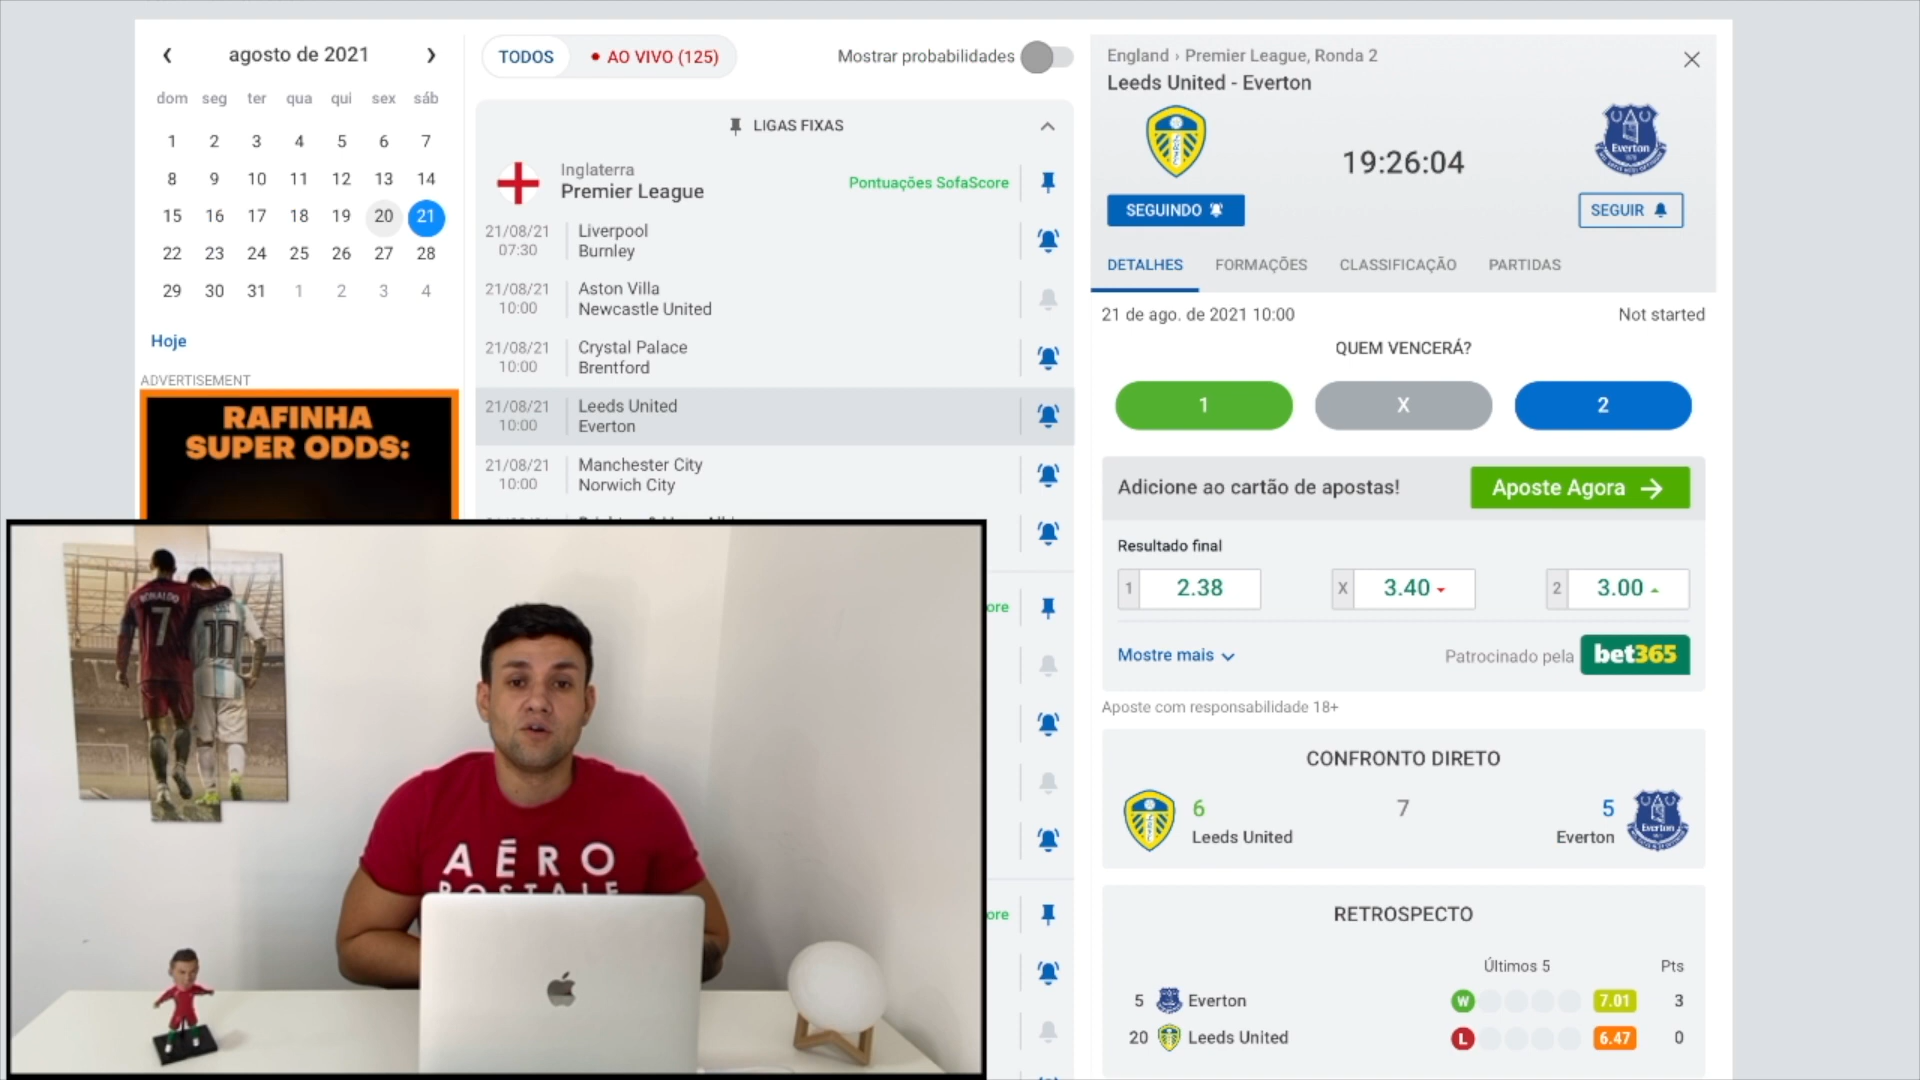 agosto de 2021
dom seg ter qua qui sex sáb
1 2 3 4 5 6 7
8 9 10 11 12 13 14
15 16 17 18 19 20 21
22 23 24 25 26 27 28
29 30 31 1 2 3 4
Hoje
ADVERTISEMENT
RAFINHA
SUPER ODDS:
TODOS
AO VIVO (125)
Mostrar probabilidades
LIGAS FIXAS
Inglaterra
Premier League
Pontuações SofaScore
21/08/21 Liverpool
07:30 Burnley
21/08/21 Aston Villa
10:00 Newcastle United
21/08/21 Crystal Palace
10:00 Brentford
21/08/21 Leeds United
10:00 Everton
21/08/21 Manchester City
10:00 Norwich City
ore
ore
England › Premier League, Ronda 2
Leeds United - Everton
Everton
19:26:04
SEGUINDO
SEGUIR
DETALHES FORMAÇÕES CLASSIFICAÇÃO PARTIDAS
21 de ago. de 2021 10:00 Not started
QUEM VENCERÁ?
1 X 2
Adicione ao cartão de apostas!
Aposte Agora
Resultado final
1 2.38 X 3.40 2 3.00
Mostre mais
Patrocinado pela bet365
Aposte com responsabilidade 18+
CONFRONTO DIRETO
6 7 5
Leeds United Everton
Everton
RETROSPECTO
Últimos 5 Pts
5 Everton W 7.01 3
20 Leeds United L 6.47 0
RONALDO
7
10
AÉRO
POSTALE